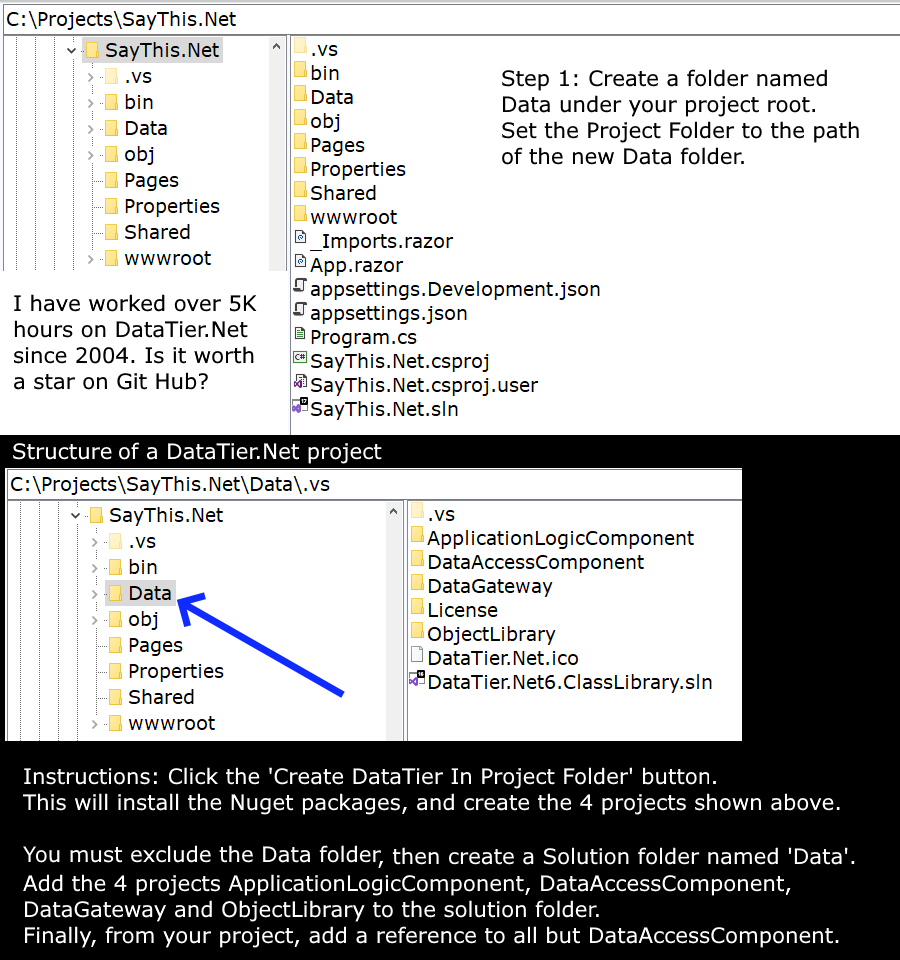 C:\Projects\SayThis.Net
SayThis.Net
.vs
bin
Data
obj
Pages
Properties
Shared
wwwroot
.vs
bin
Data
obj
Pages
Properties
Shared
wwwroot
_Imports.razor
App.razor
appsettings.Development.json
appsettings.json
Program.cs
SayThis.Net.csproj
SayThis.Net.csproj.user
SayThis.Net.sln
Step 1: Create a folder named
Data under your project root.
Set the Project Folder to the path
of the new Data folder.
I have worked over 5K
hours on DataTier.Net
since 2004. Is it worth
a star on Git Hub?
Structure of a DataTier.Net project
C:\Projects\SayThis.Net\Data\.vs
SayThis.Net
.vs
bin
Data
obj
Pages
Properties
Shared
wwwroot
.vs
ApplicationLogicComponent
DataAccessComponent
DataGateway
License
ObjectLibrary
DataTier.Net.ico
DataTier.Net6.ClassLibrary.sln
Instructions: Click the 'Create DataTier In Project Folder' button.
This will install the Nuget packages, and create the 4 projects shown above.
You must exclude the Data folder, then create a Solution folder named 'Data'.
Add the 4 projects ApplicationLogicComponent, DataAccessComponent,
DataGateway and ObjectLibrary to the solution folder.
Finally, from your project, add a reference to all but DataAccessComponent.